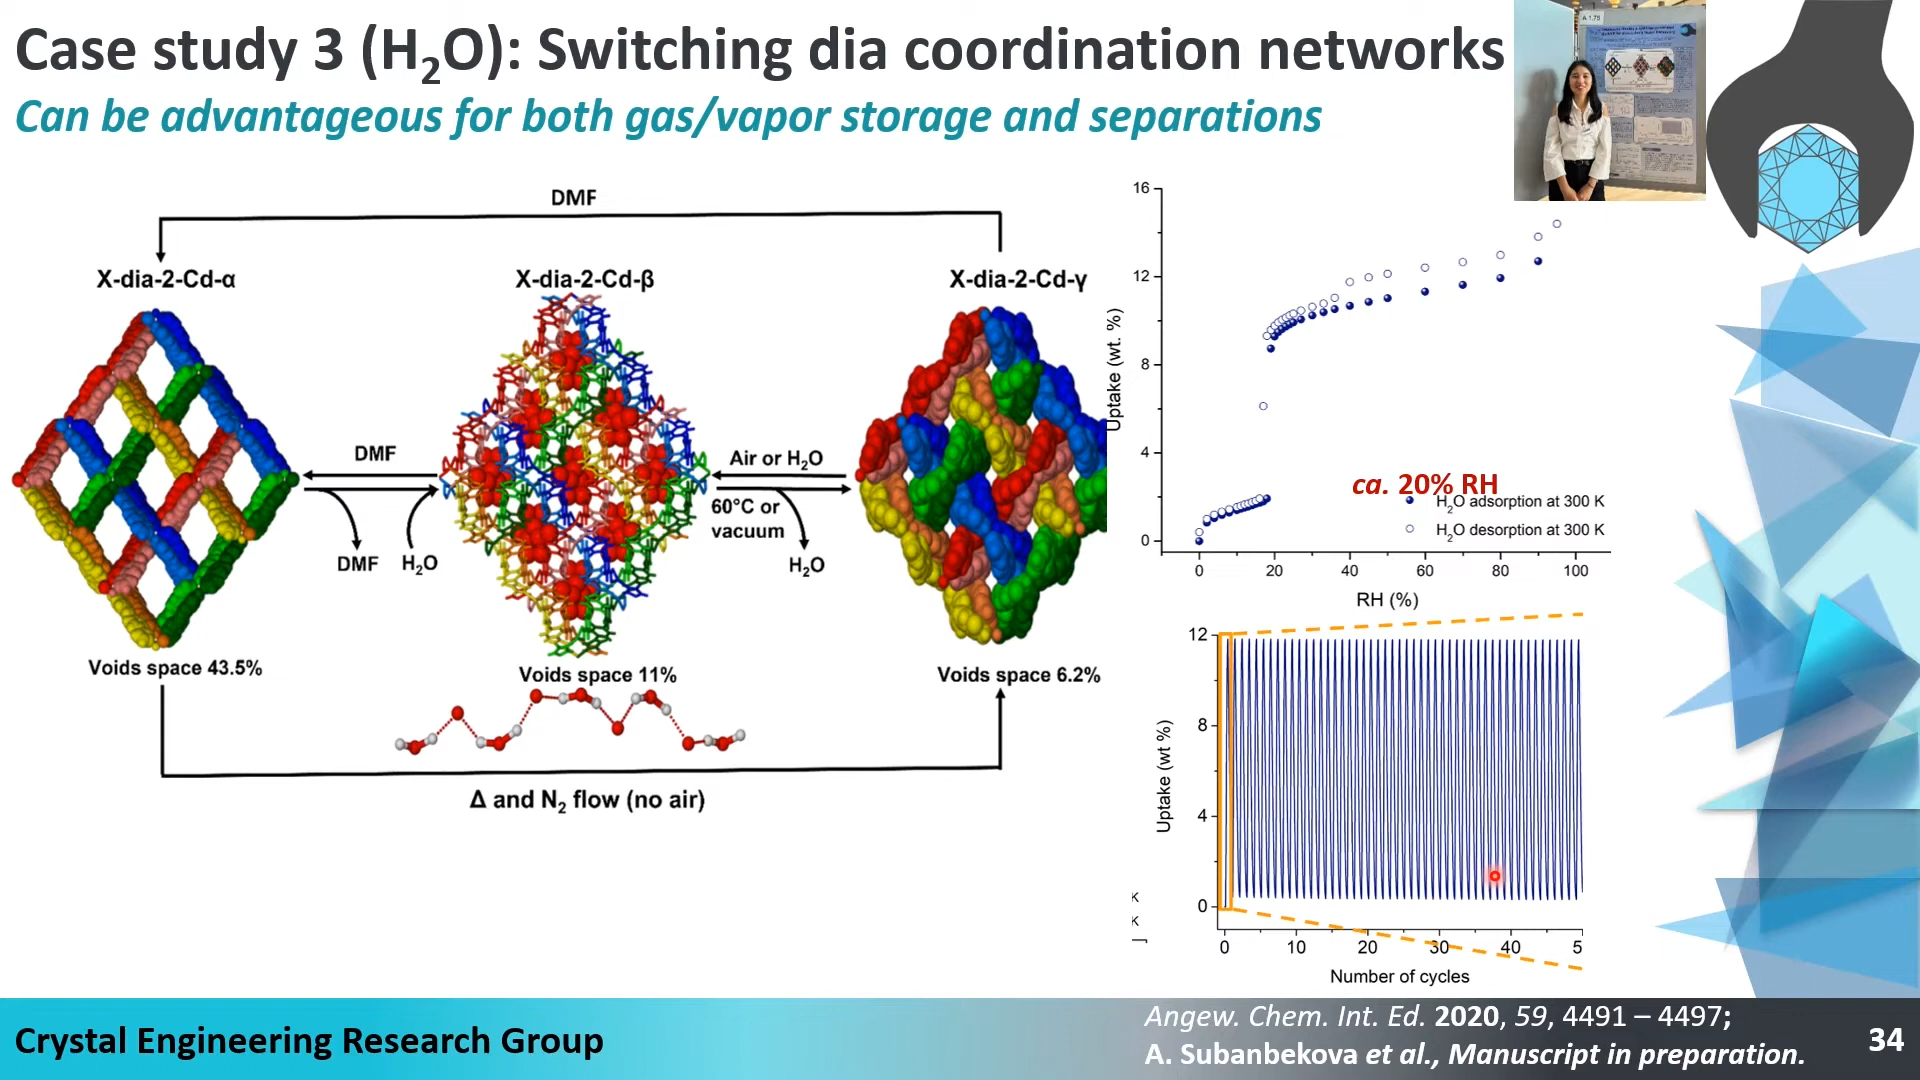 Case study 3 (H2O): Switching dia coordination networks
Can be advantageous for both gas/vapor storage and separations
A 1.75
DMF
X-dia-2-Cd-α
X-dia-2-Cd-β
X-dia-2-Cd-γ
DMF
DMF
H2O
Air or H2O
60°C or
vacuum
H2O
Voids space 43.5%
Voids space 11%
Voids space 6.2%
Δ and N2 flow (no air)
16
12
8
4
0
Uptake (wt. %)
ca. 20% RH
H2O adsorption at 300 K
H2O desorption at 300 K
0 20 40 60 80 100
RH (%)
12
8
4
0
Uptake (wt %)
0 10 20 30 40 5
Number of cycles
Crystal Engineering Research Group
Angew. Chem. Int. Ed. 2020, 59, 4491 – 4497;
A. Subanbekova et al., Manuscript in preparation.
34